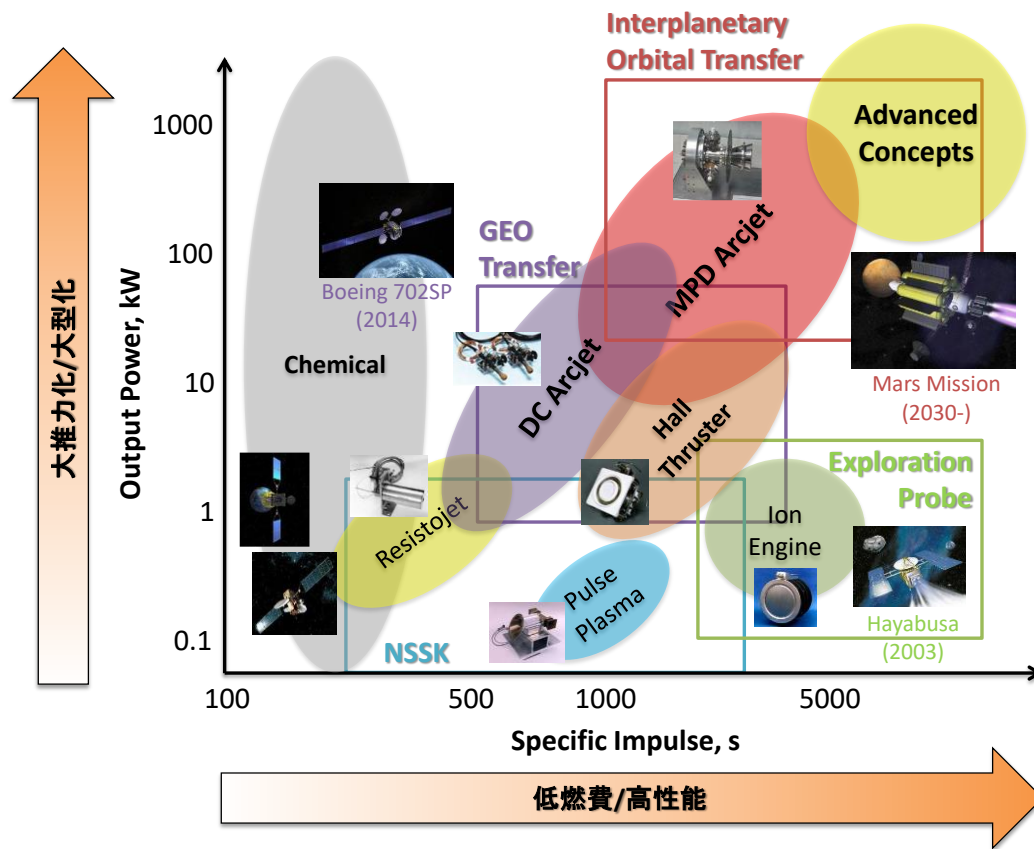 Interplanetary
Orbital Transfer
Advanced
Concepts
1000
100
10
1
0.1
Output Power, kW
大推力化/大型化
GEO
Transfer
MPD Arcjet
Boeing 702SP
(2014)
Chemical
DC Arcjet
Hall
Thruster
Mars Mission
(2030-)
Exploration
Probe
Resistojet
Ion
Engine
Pulse
Plasma
Hayabusa
(2003)
NSSK
100
500
1000
5000
Specific Impulse, s
低燃費/高性能